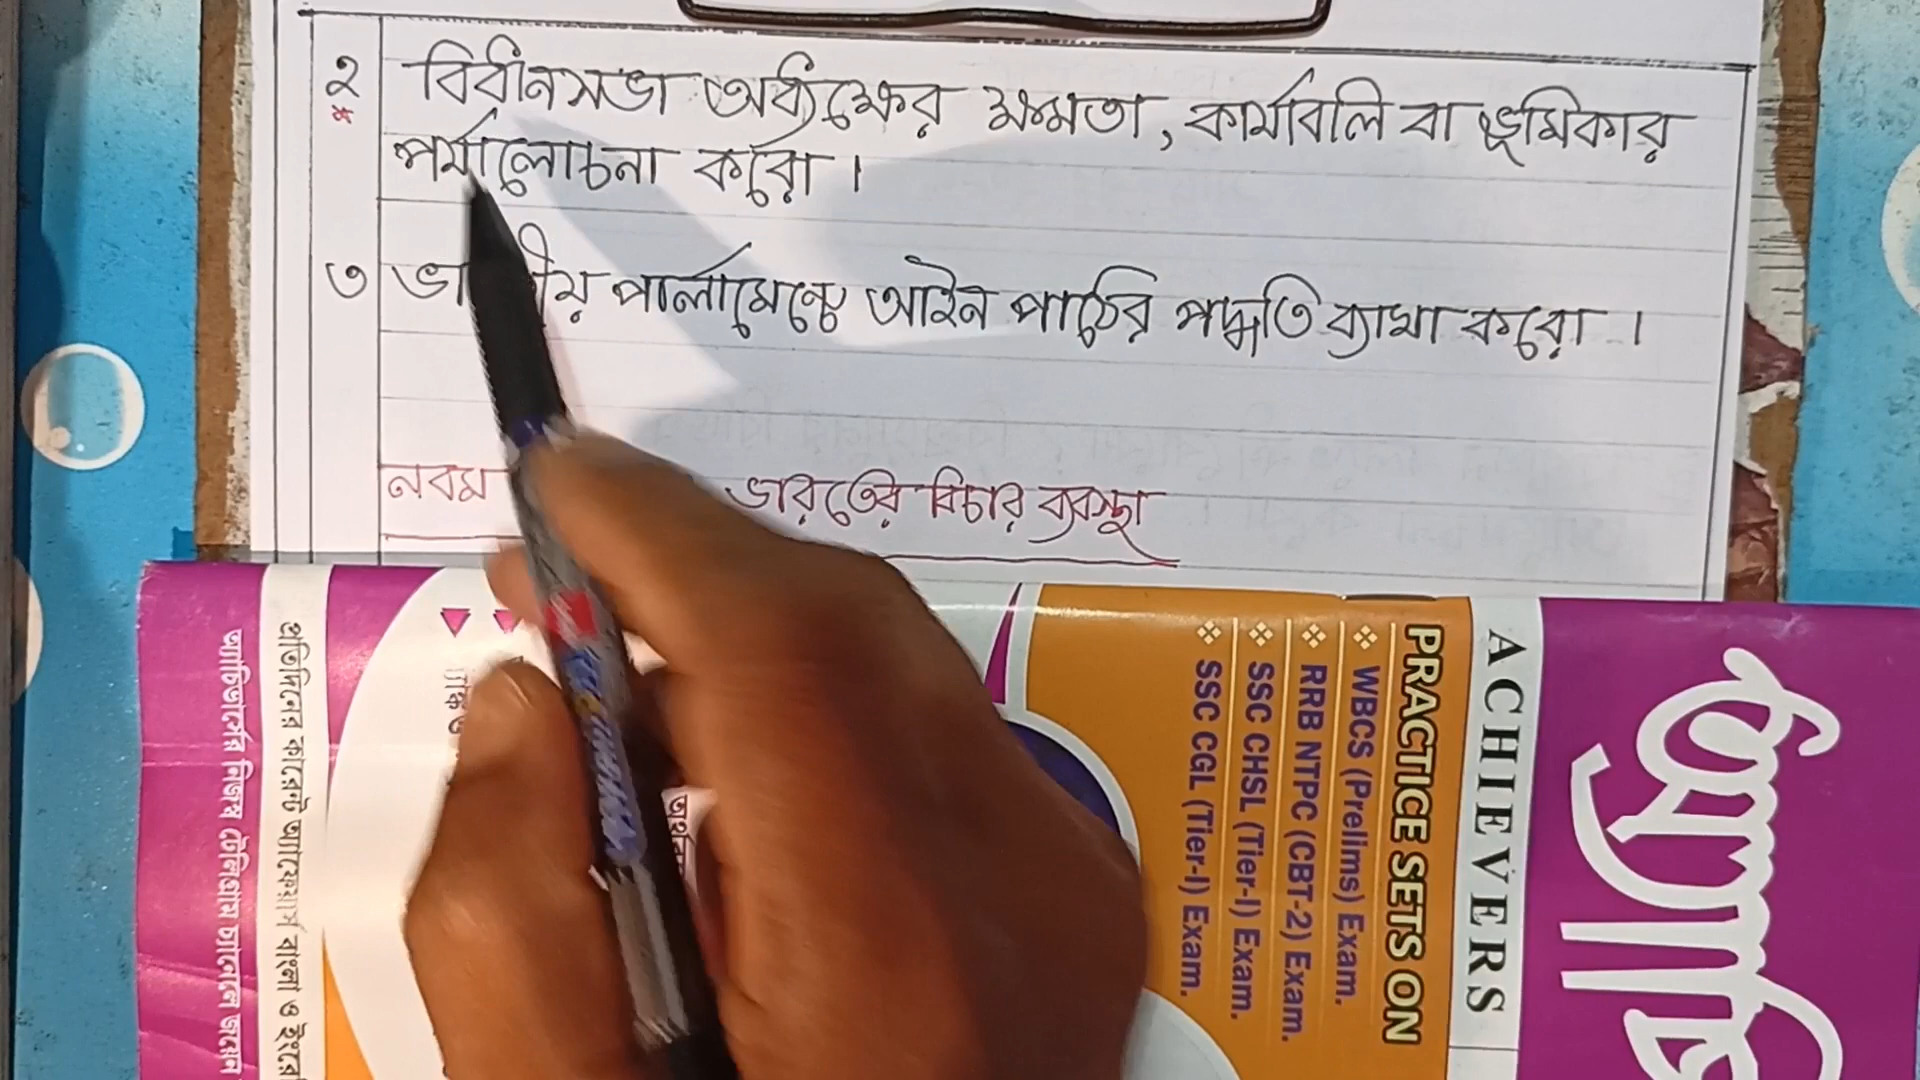 ২ বিধানসভা অধ্যক্ষের ক্ষমতা, কার্যাবলি বা ভূমিকার
* পর্যালোচনা করো ।
৩ ভা ীয় পার্লামেন্টে আইন পাঠের পদ্ধতি ব্যাখ্যা করো ।
নবম ভারতের বিচার ব্যবস্থা
ACHIEVERS
PRACTICE SETS ON
❖ WBCS (Prelims) Exam.
❖ RRB NTPC (CBT-2) Exam.
❖ SSC CHSL (Tier-I) Exam.
❖ SSC CGL (Tier-I) Exam.
প্রতিদিনের কারেন্ট অ্যাফেয়ার্স বাংলা ও ইংরে
অ্যাচিভার্সের নিজস্ব টেলিগ্রাম চ্যানেলে জয়েন